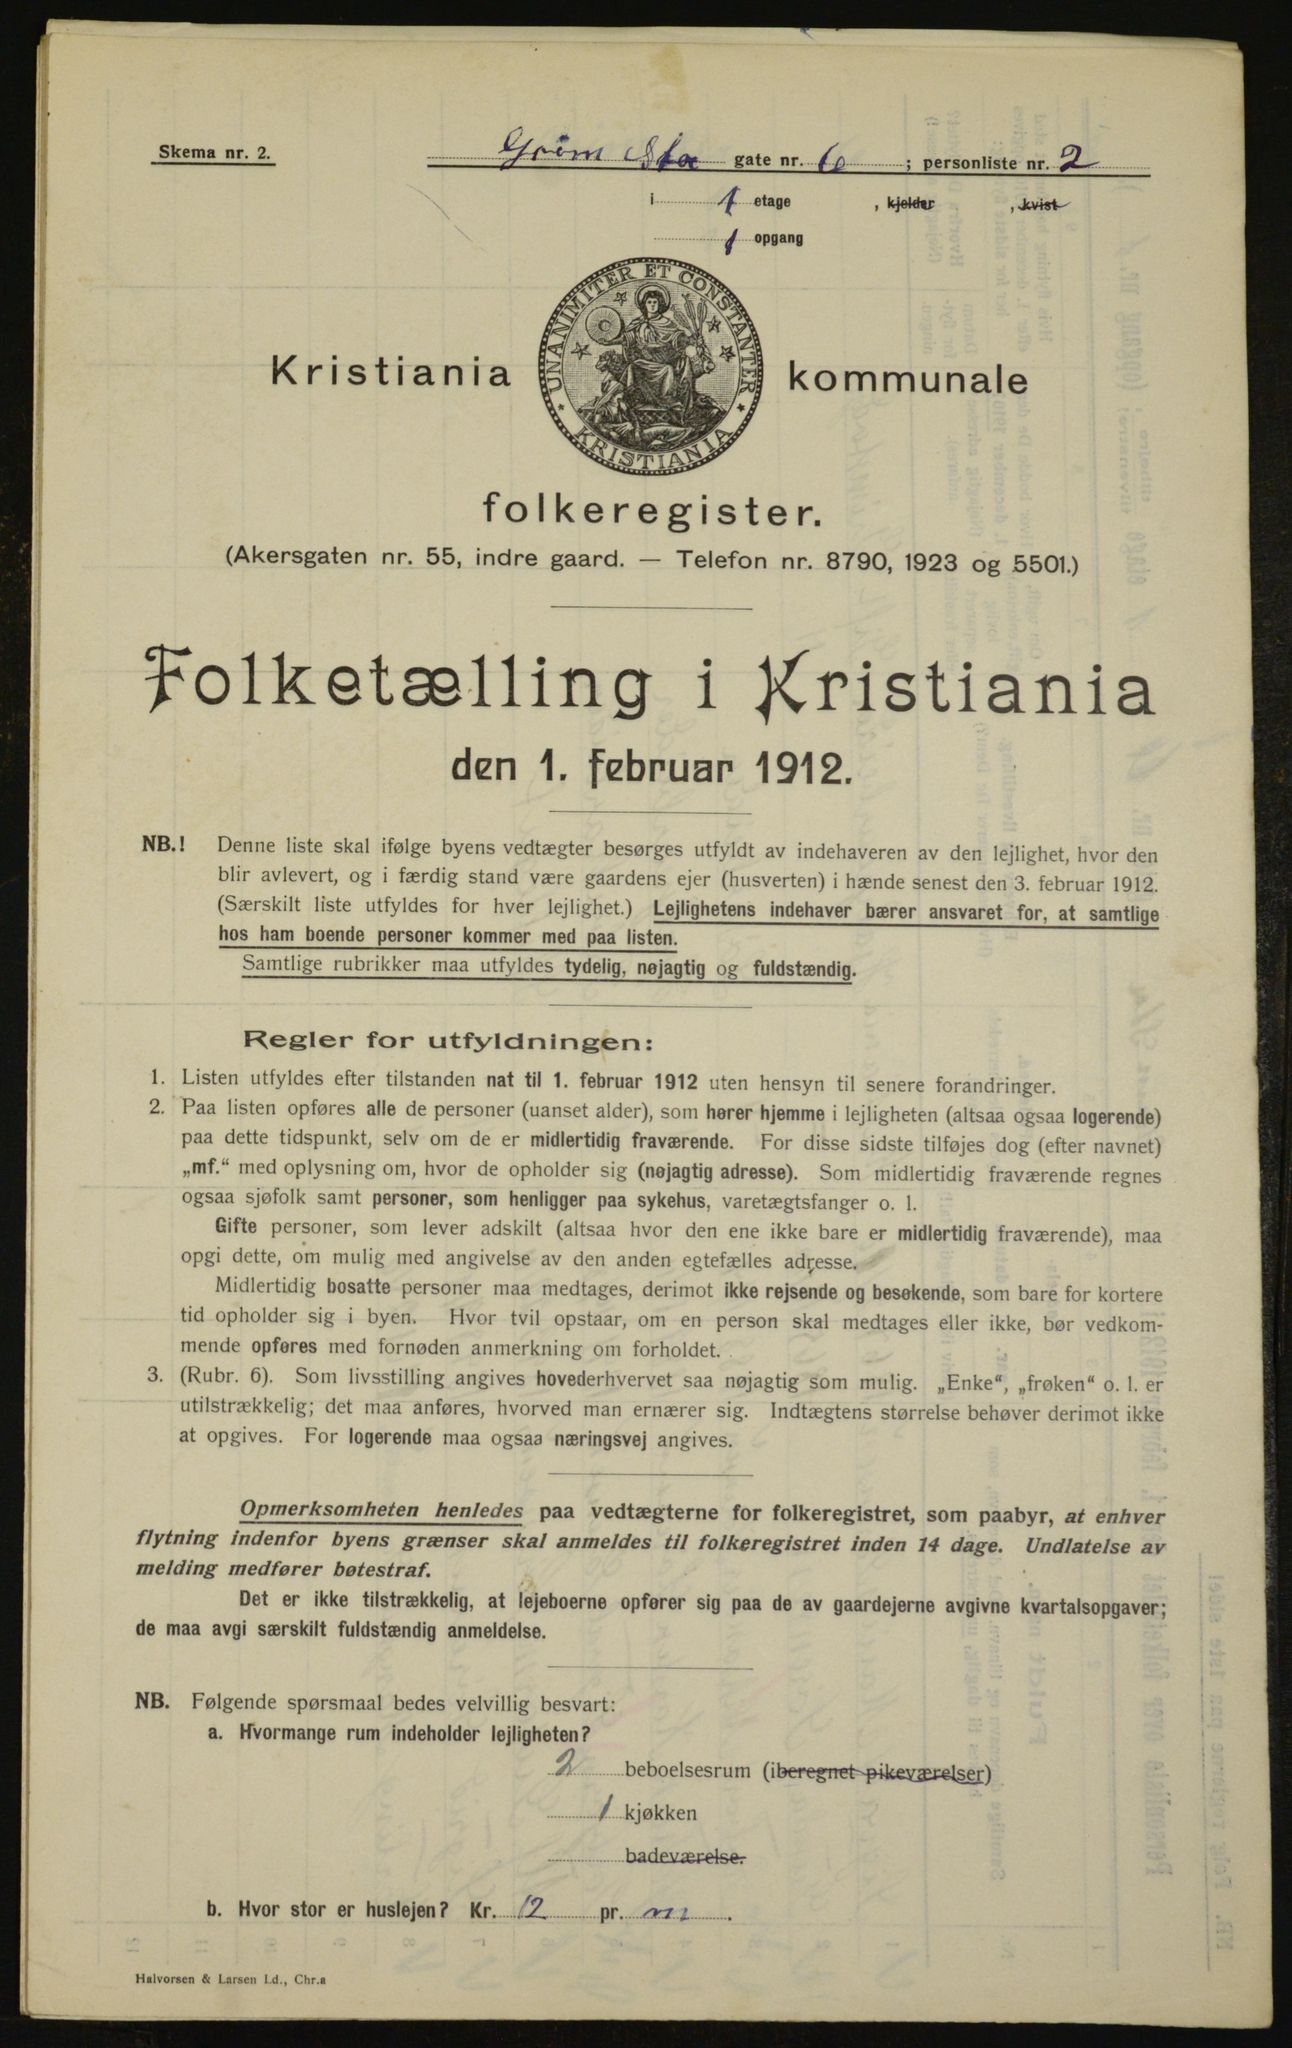 Skema nr. 2.
gate nr. 6 ; personliste nr. 2
i 1 etage , kjelder , kvist
1 opgang
UNANIMITER ET CONSTANTER
KRISTIANIA
Kristiania kommunale
folkeregister.
(Akersgaten nr. 55, indre gaard. — Telefon nr. 8790, 1923 og 5501.)
Folketælling i Kristiania
den 1. februar 1912.
NB.! Denne liste skal ifølge byens vedtægter besørges utfyldt av indehaveren av den lejlighet, hvor den
blir avlevert, og i færdig stand være gaardens ejer (husverten) i hænde senest den 3. februar 1912.
(Særskilt liste utfyldes for hver lejlighet.) Lejlighetens indehaver bærer ansvaret for, at samtlige
hos ham boende personer kommer med paa listen.
Samtlige rubrikker maa utfyldes tydelig, nøjagtig og fuldstændig.
Regler for utfyldningen:
1. Listen utfyldes efter tilstanden nat til 1. februar 1912 uten hensyn til senere forandringer.
2. Paa listen opføres alle de personer (uanset alder), som hører hjemme i lejligheten (altsaa ogsaa logerende)
paa dette tidspunkt, selv om de er midlertidig fraværende. For disse sidste tilføjes dog (efter navnet)
„mf.“ med oplysning om, hvor de opholder sig (nøjagtig adresse). Som midlertidig fraværende regnes
ogsaa sjøfolk samt personer, som henligger paa sykehus, varetægtsfanger o. l.
Gifte personer, som lever adskilt (altsaa hvor den ene ikke bare er midlertidig fraværende), maa
opgi dette, om mulig med angivelse av den anden egtefælles adresse.
Midlertidig bosatte personer maa medtages, derimot ikke rejsende og besøkende, som bare for kortere
tid opholder sig i byen. Hvor tvil opstaar, om en person skal medtages eller ikke, bør vedkom-
mende opføres med fornøden anmerkning om forholdet.
3. (Rubr. 6). Som livsstilling angives hovederhvervet saa nøjagtig som mulig. „Enke“, „frøken“ o. l. er
utilstrækkelig; det maa anføres, hvorved man ernærer sig. Indtægtens størrelse behøver derimot ikke
at opgives. For logerende maa ogsaa næringsvej angives.
Opmerksomheten henledes paa vedtægterne for folkeregistret, som paabyr, at enhver
flytning indenfor byens grænser skal anmeldes til folkeregistret inden 14 dage. Undlatelse av
melding medfører bøtestraf.
Det er ikke tilstrækkelig, at lejeboerne opfører sig paa de av gaardejerne avgivne kvartalsopgaver;
de maa avgi særskilt fuldstændig anmeldelse.
NB. Følgende spørsmaal bedes velvillig besvart:
a. Hvormange rum indeholder lejligheten?
2 beboelsesrum (iberegnet pikeværelser)
1 kjøkken
badeværelse.
b. Hvor stor er huslejen? Kr. 12 pr. m.
Halvorsen & Larsen Ld., Chr.a